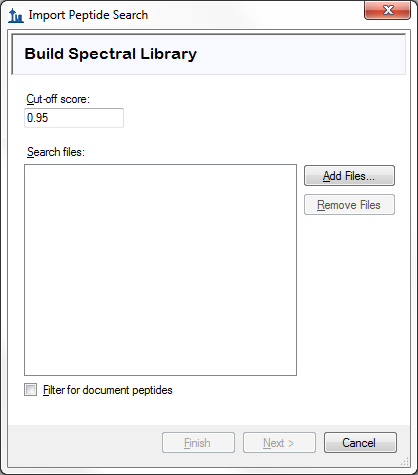 Import Peptide Search
Build Spectral Library
Cut-off score:
0.95
Search files:
Add Files...
Remove Files
Filter for document peptides
Finish
Next >
Cancel